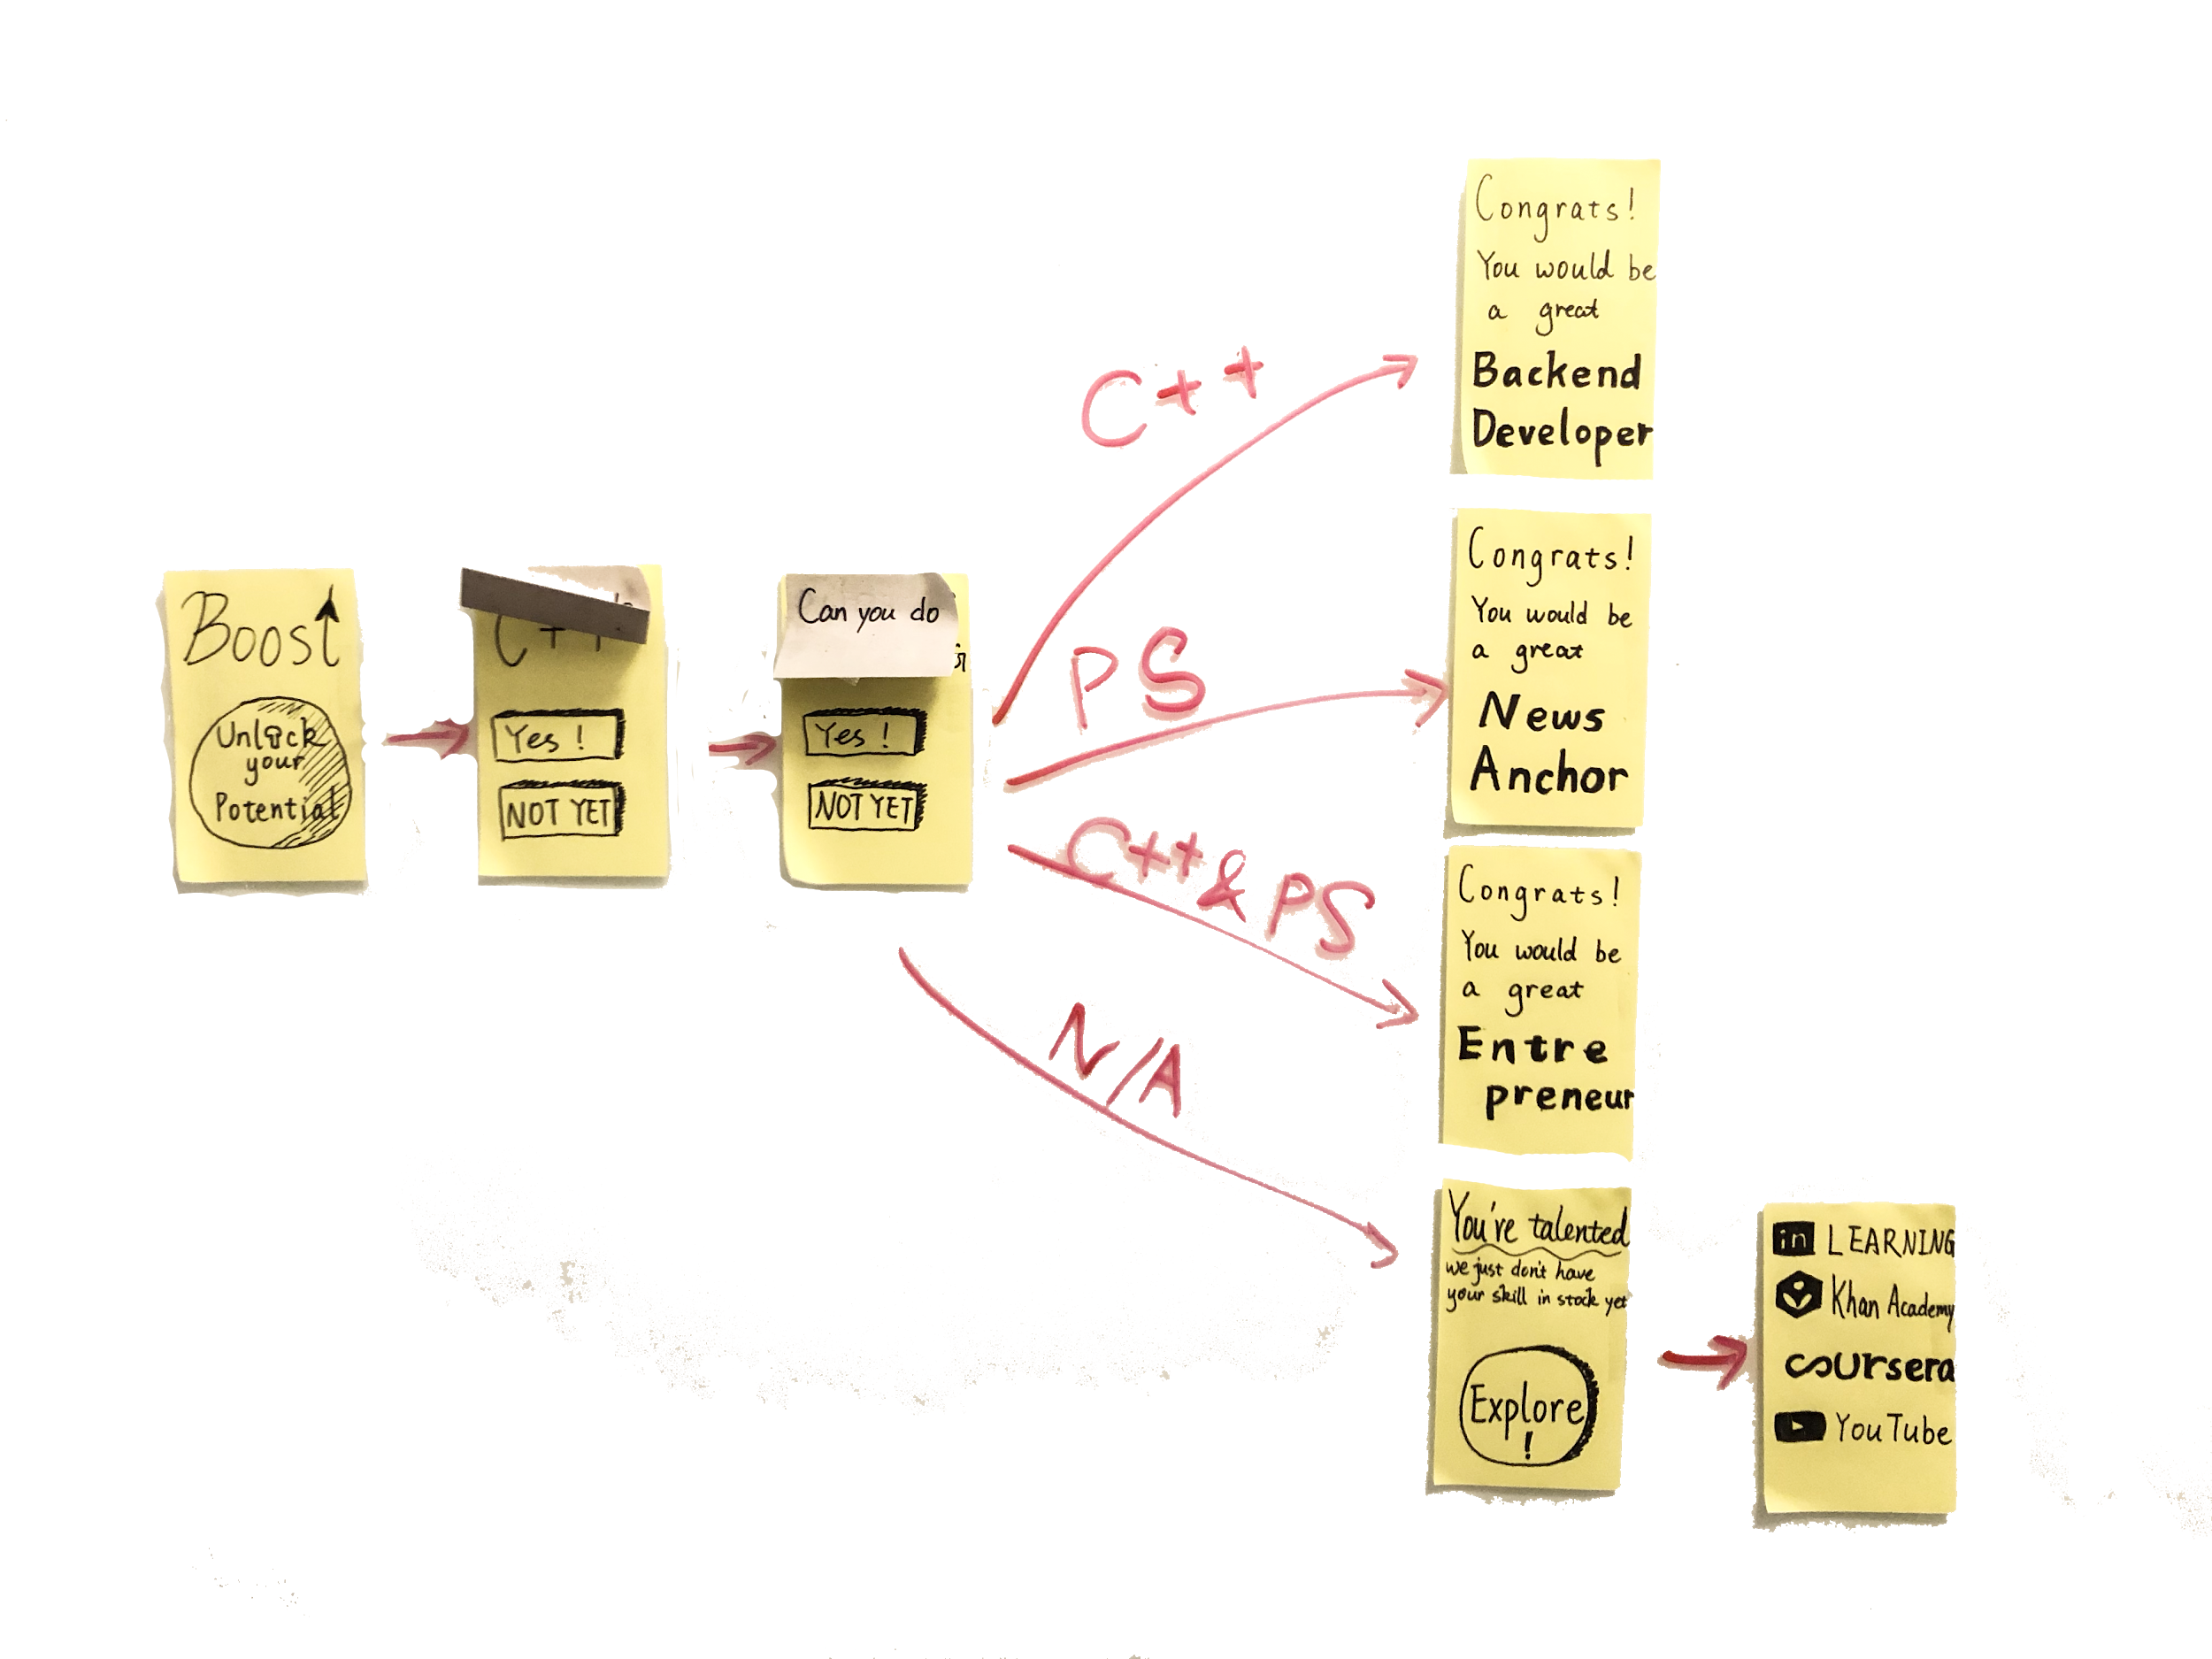 Boost
Unlock
your
Potential
C++
Yes !
NOT YET
Can you do
Yes !
NOT YET
C++
PS
C++ & PS
N/A
Congrats!
You would be
a great
Backend
Developer
Congrats!
You would be
a great
News
Anchor
Congrats!
You would be
a great
Entre
preneur
You're talented
we just don't have
your skill in stock yet
Explore
!
in LEARNING
Khan Academy
coursera
YouTube